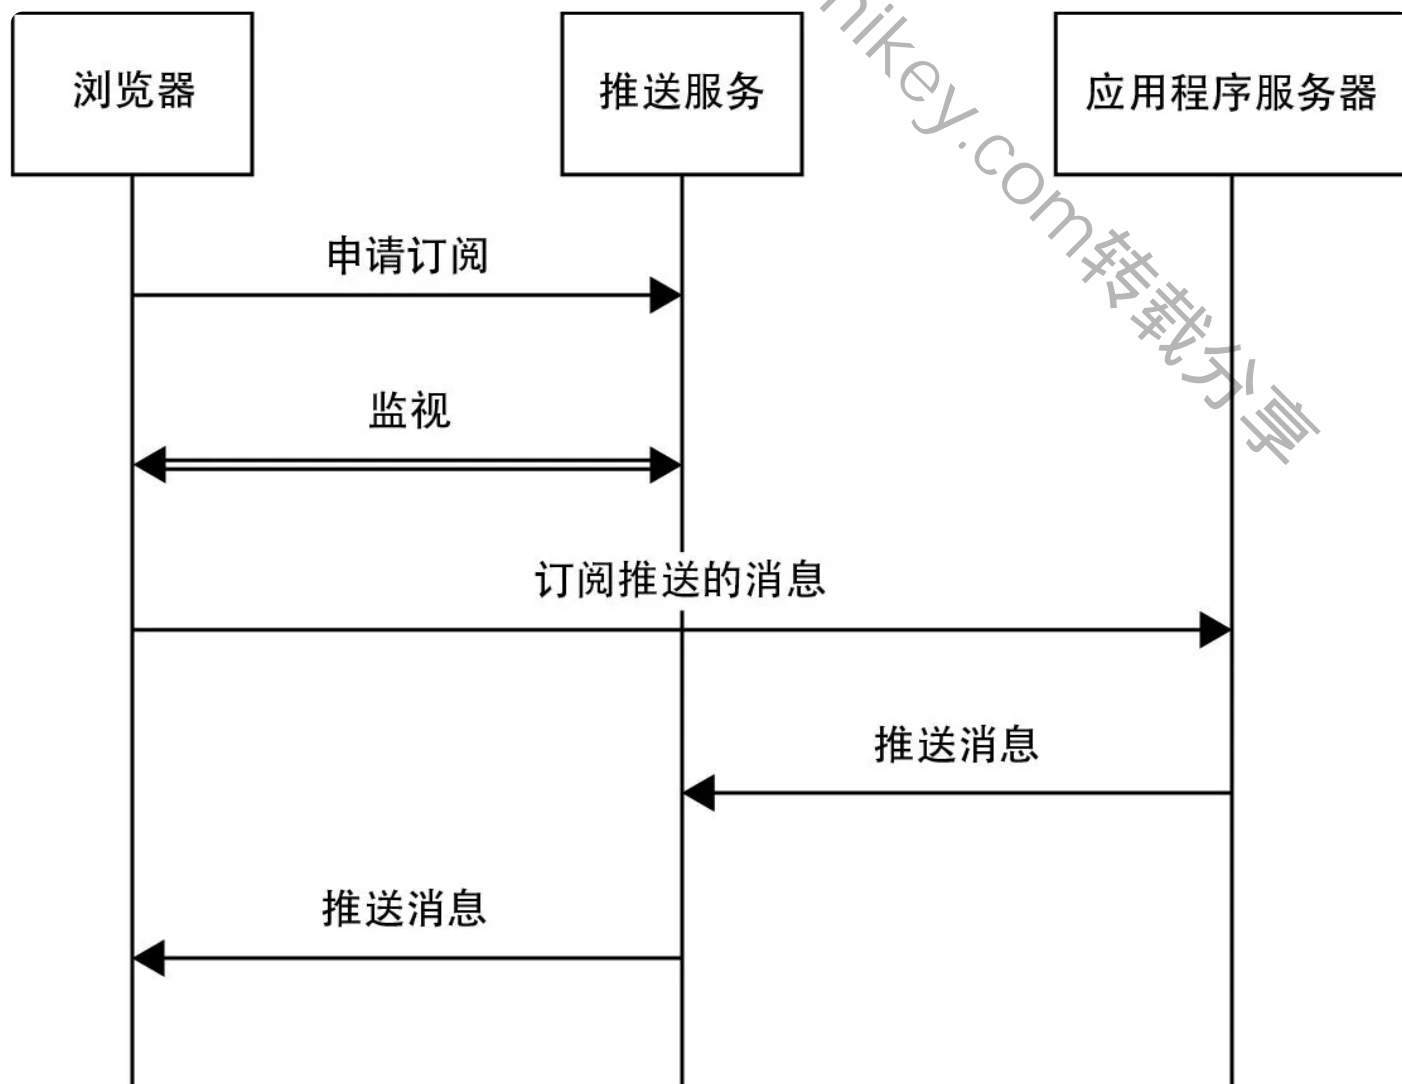 浏览器
推送服务
应用程序服务器
申请订阅
监视
订阅推送的消息
推送消息
推送消息
nikey.com转载分享